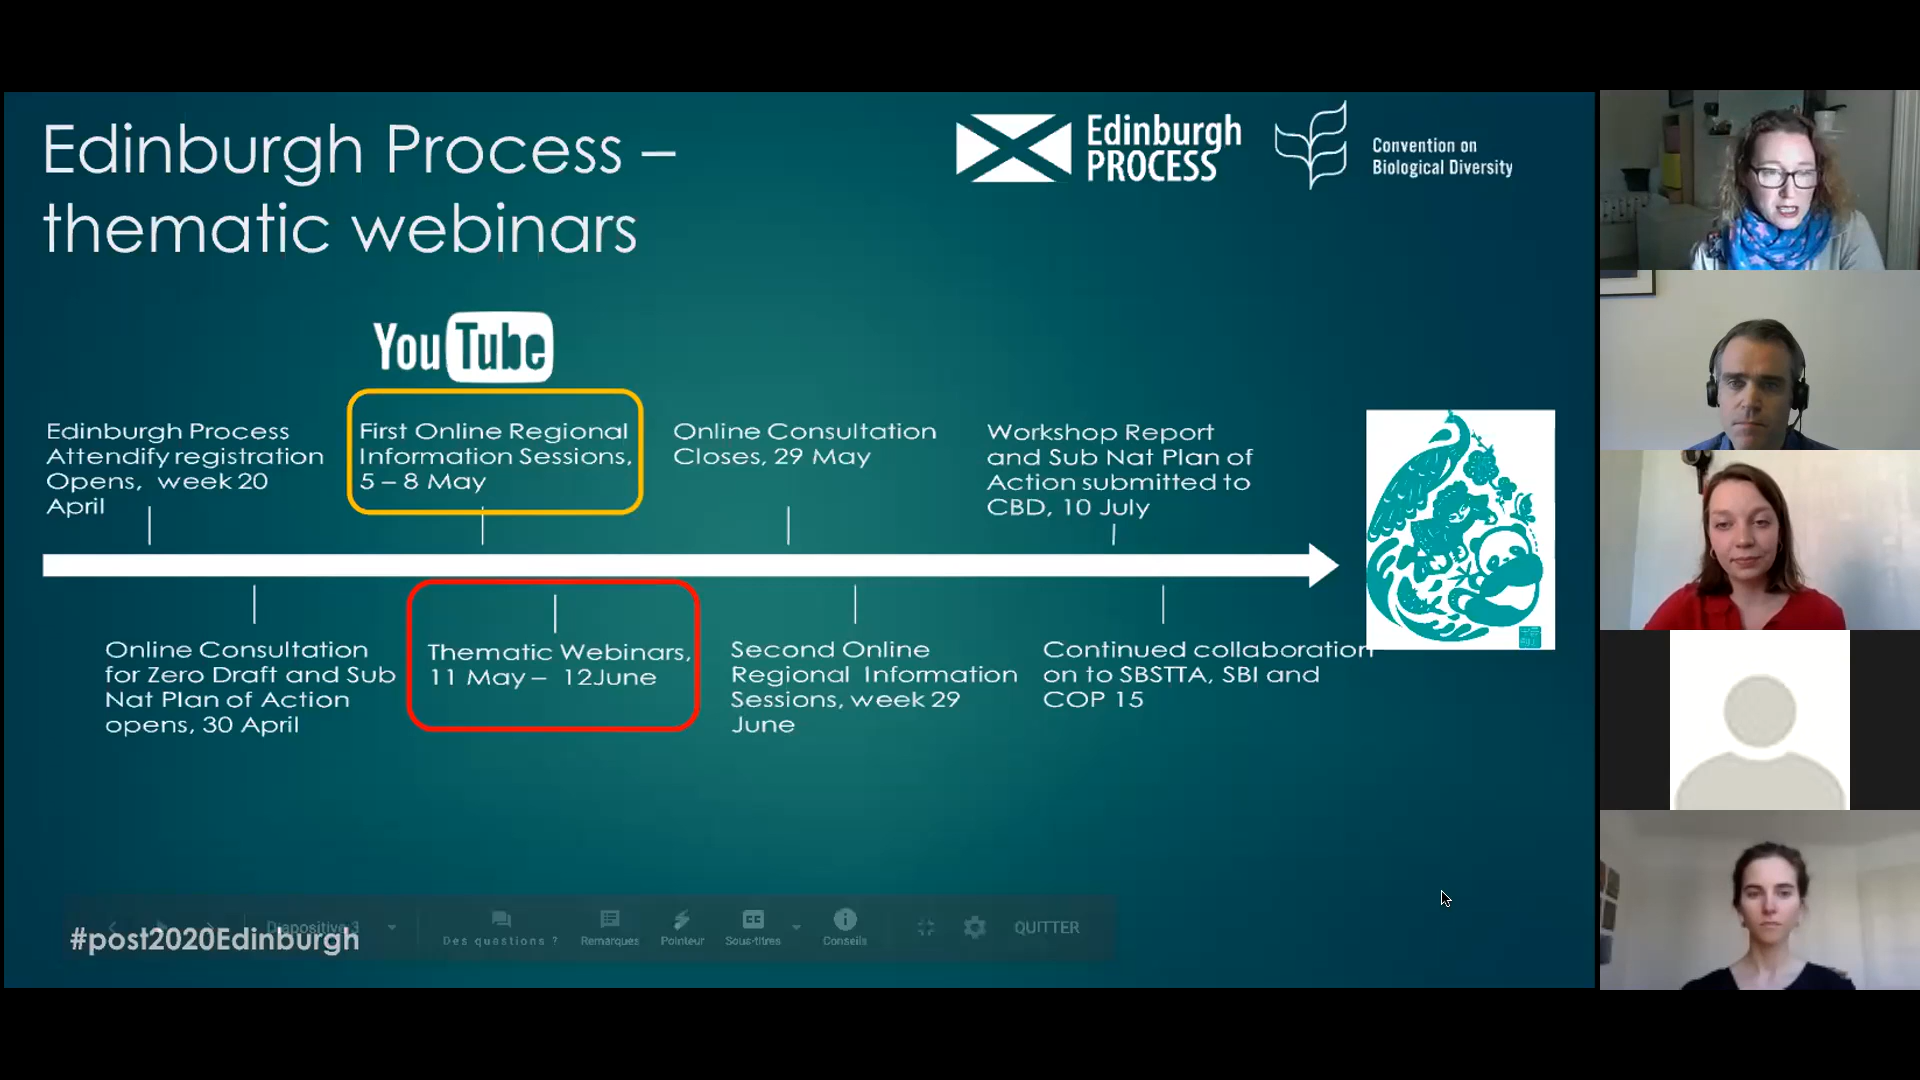 Edinburgh Process –
thematic webinars
Edinburgh
PROCESS
Convention on
Biological Diversity
YouTube
Edinburgh Process
Attendify registration
Opens, week 20
April
First Online Regional
Information Sessions,
5 – 8 May
Online Consultation
Closes, 29 May
Workshop Report
and Sub Nat Plan of
Action submitted to
CBD, 10 July
Online Consultation
for Zero Draft and Sub
Nat Plan of Action
opens, 30 April
Thematic Webinars,
11 May – 12June
Second Online
Regional Information
Sessions, week 29
June
Continued collaboration
on to SBSTTA, SBI and
COP 15
#post2020Edinburgh
Diapositive 3
Des questions ?
Remarques
Pointeur
CC
Sous-titres
Conseils
QUITTER